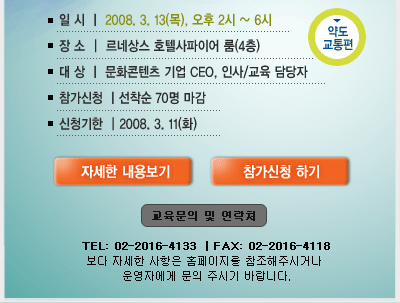 ■ 일 시 | 2008. 3. 13(목), 오후 2시 ~ 6시
약도
교통편
■ 장 소 | 르네상스 호텔사파이어 룸(4층)
■ 대 상 | 문화콘텐츠 기업 CEO, 인사/교육 담당자
■ 참가신청 | 선착순 70명 마감
■ 신청기한 | 2008. 3. 11(화)
자세한 내용보기
참가신청 하기
교육문의 및 연락처
TEL: 02-2016-4133 | FAX: 02-2016-4118
보다 자세한 사항은 홈페이지를 참조해주시거나
운영자에게 문의 주시기 바랍니다.